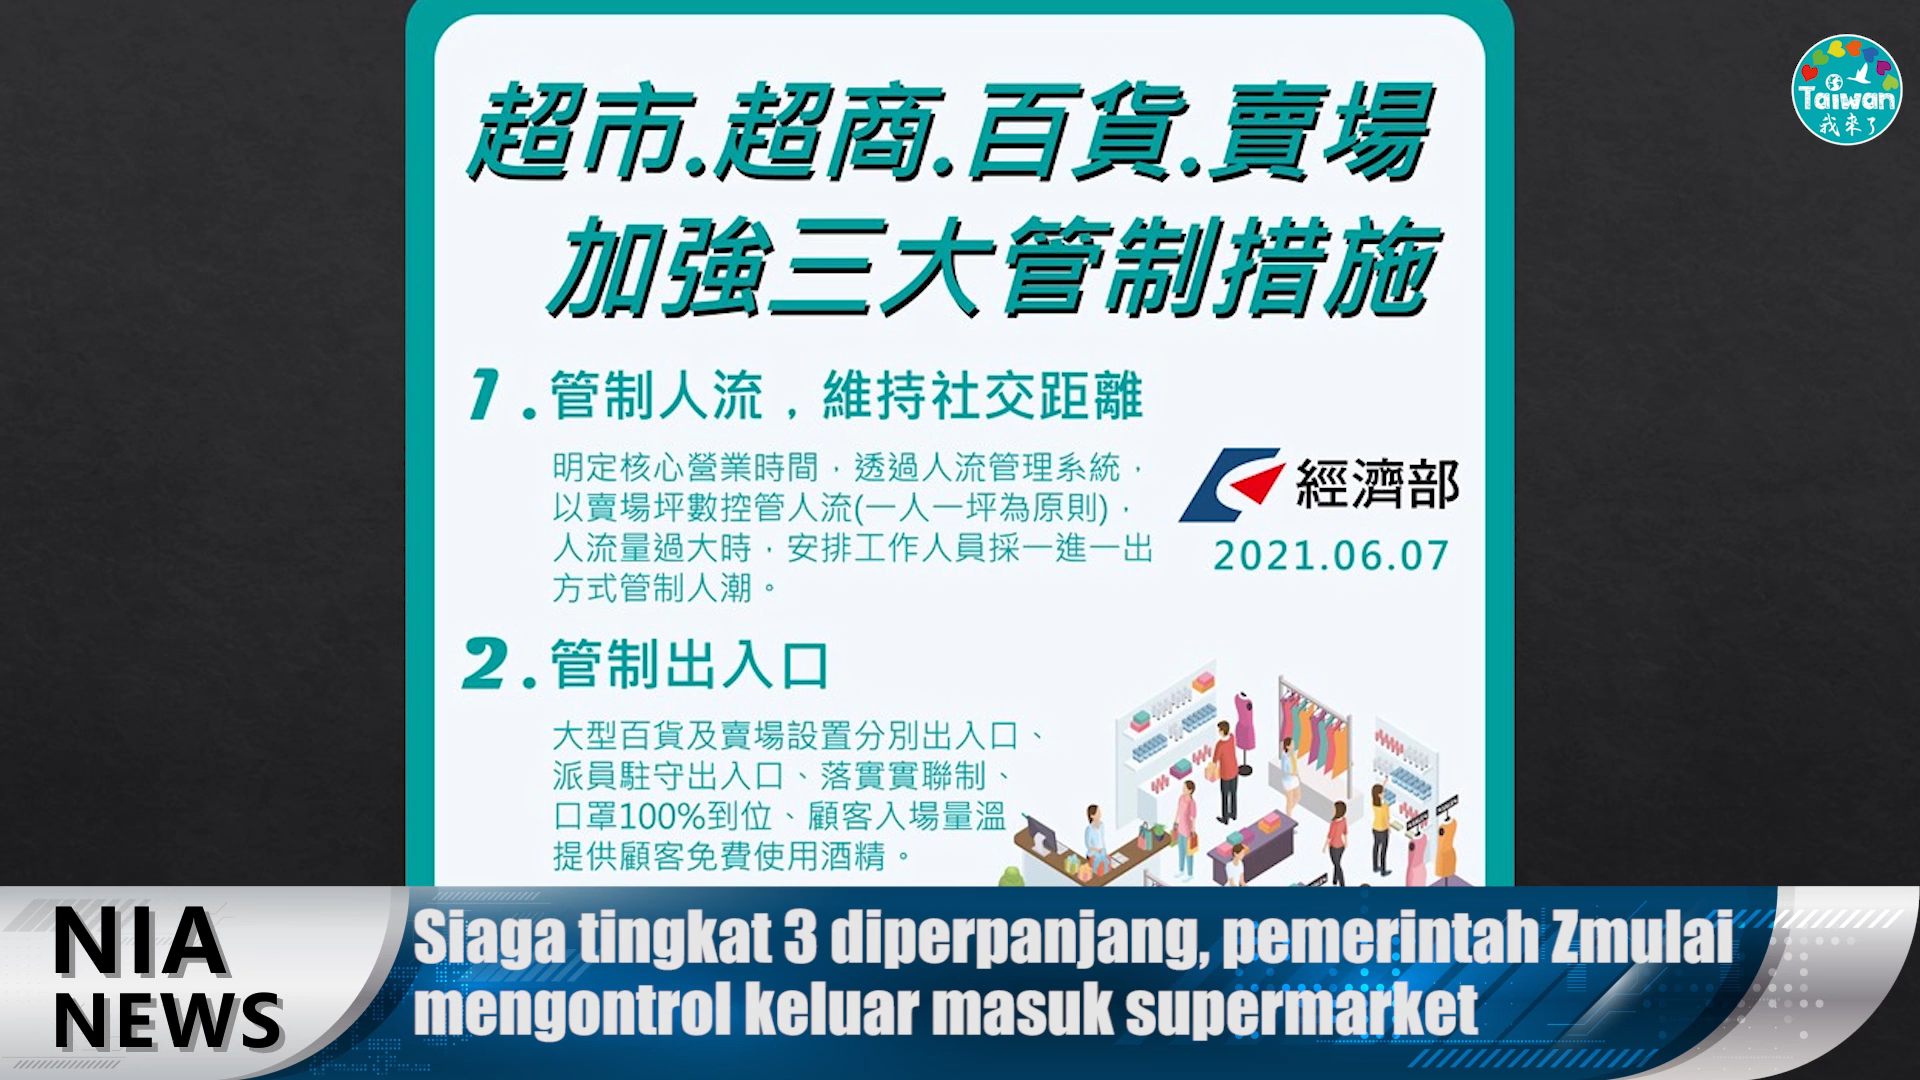 超市.超商.百貨.賣場
加強三大管制措施
1.管制人流，維持社交距離
明定核心營業時間，透過人流管理系統，
以賣場坪數控管人流(一人一坪為原則)，
人流量過大時，安排工作人員採一進一出
方式管制人潮。
經濟部
2021.06.07
2.管制出入口
大型百貨及賣場設置分別出入口、
派員駐守出入口、落實實聯制、
口罩100%到位、顧客入場量溫
提供顧客免費使用酒精。
Taiwan
我來了
NIA
NEWS
Siaga tingkat 3 diperpanjang, pemerintah Zmulai
mengontrol keluar masuk supermarket